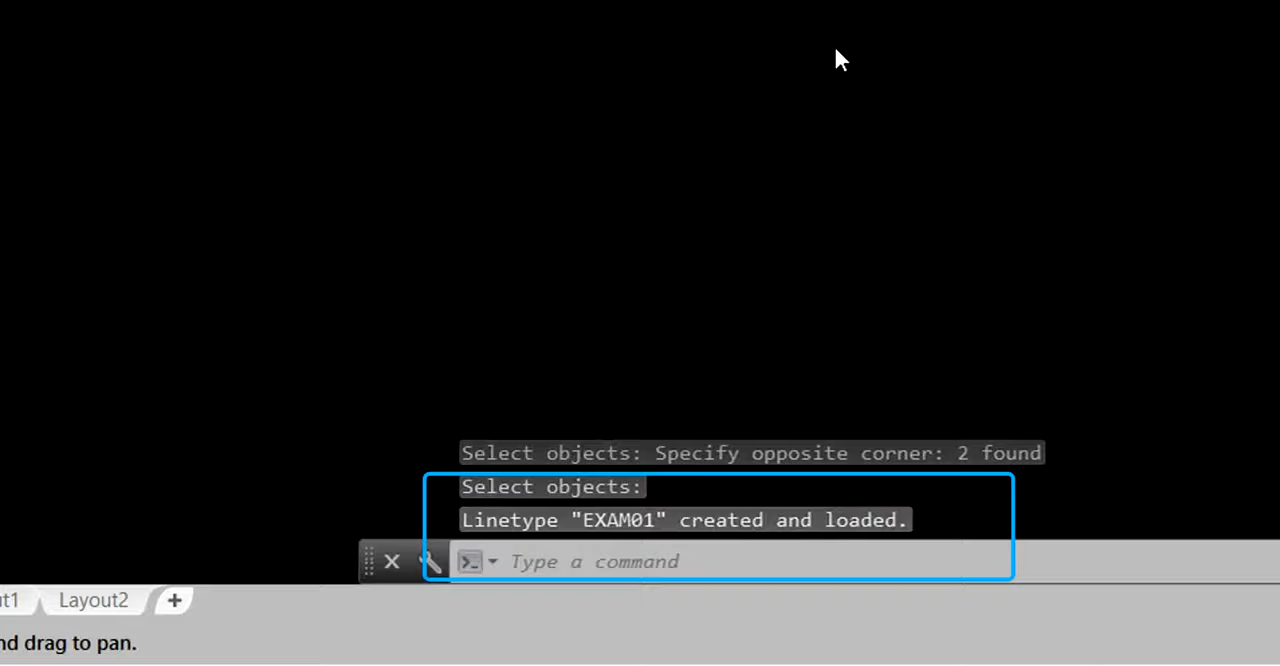 Select objects: Specify opposite corner: 2 found
Select objects:
Linetype "EXAM01" created and loaded.
Type a command
Layout2 +
drag to pan.